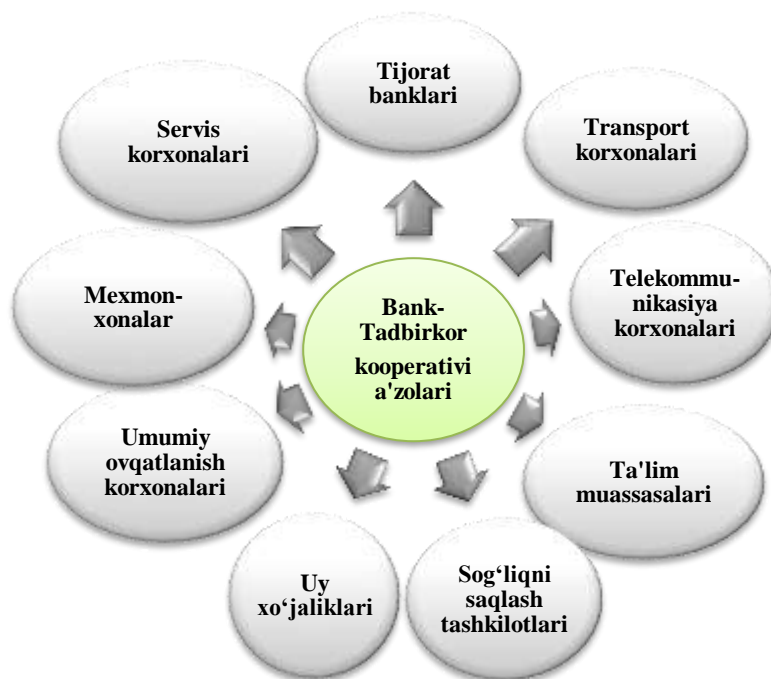 Tijorat
banklari
Transport
korxonalari
Telekommu-
nikasiya
korxonalari
Ta'lim
muassasalari
Sog‘liqni
saqlash
tashkilotlari
Uy
xo‘jaliklari
Umumiy
ovqatlanish
korxonalari
Mexmon-
xonalar
Servis
korxonalari
Bank-
Tadbirkor
kooperativi
a'zolari